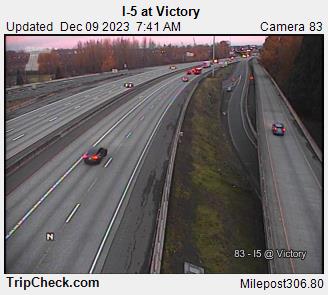 I-5 at Victory
Updated Dec 09 2023 7:41 AM Camera 83
N
83 - I5 @ Victory
TripCheck.com Milepost306.80